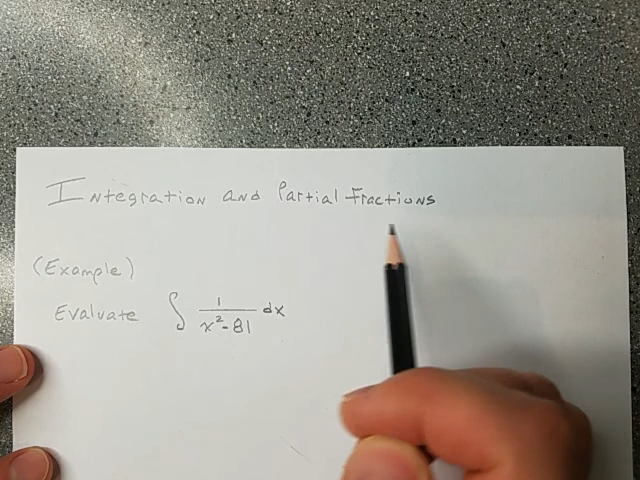 Integration and Partial Fractions
(Example)
Evaluate ∫ 1/(x²-81) dx